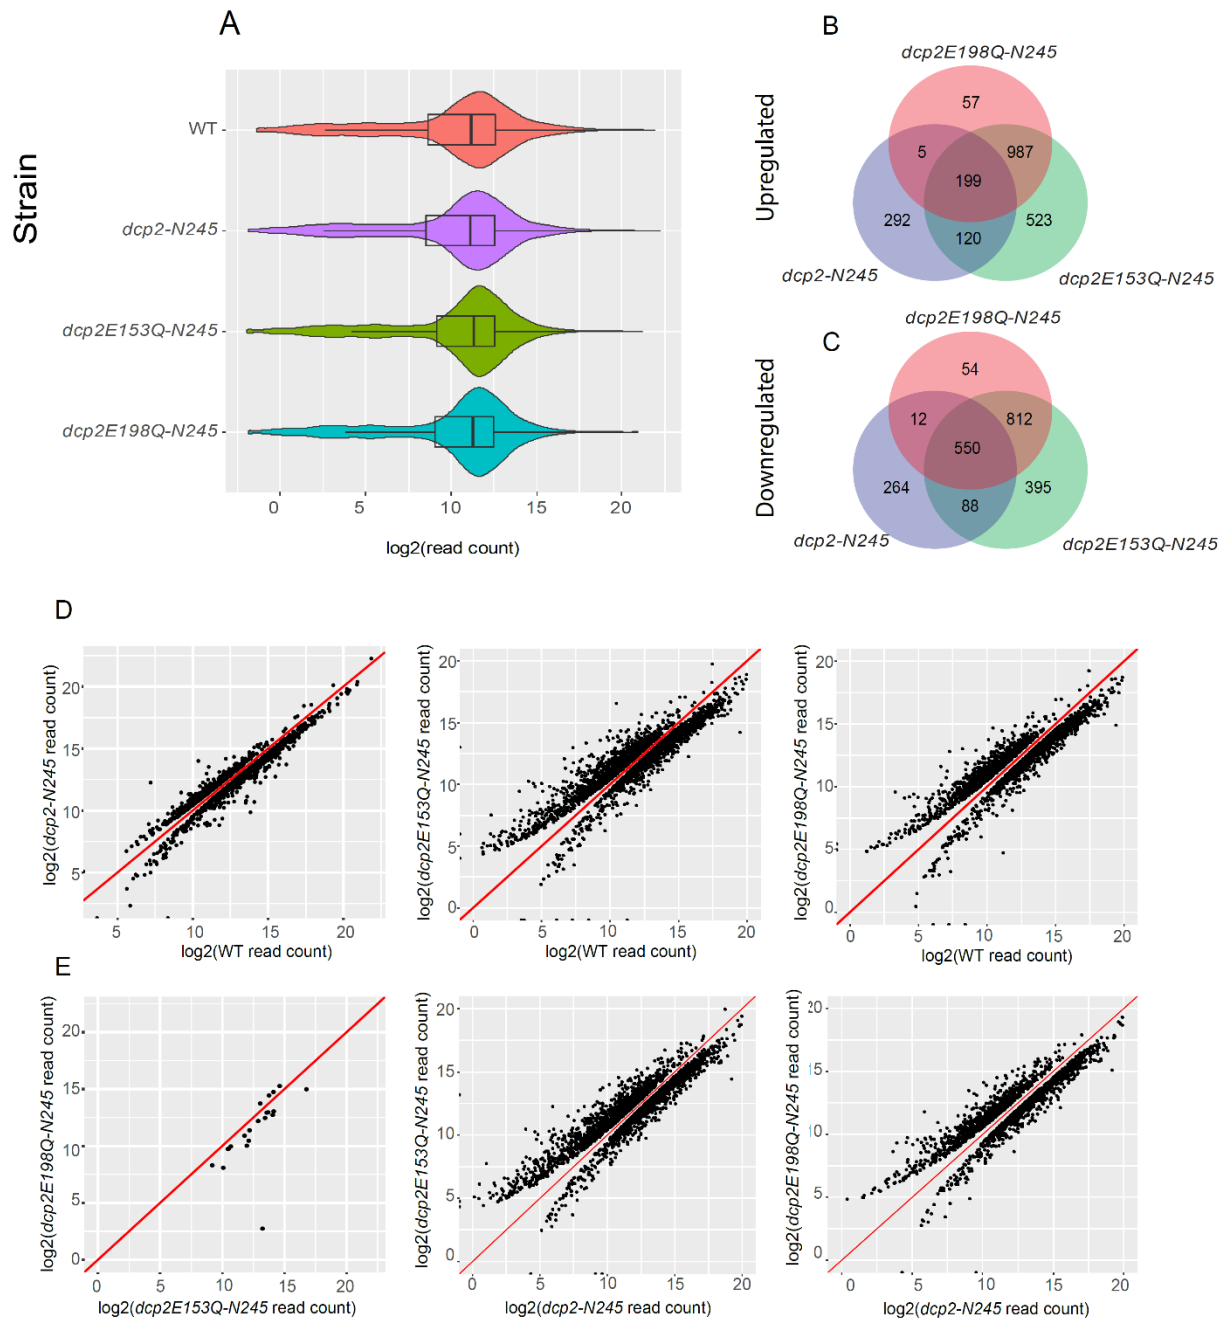 A
Strain
WT
dcp2-N245
dcp2E153Q-N245
dcp2E198Q-N245
0 5 10 15 20
log2(read count)
B
Upregulated
dcp2E198Q-N245
57
5 987
199
292 523
120
dcp2-N245 dcp2E153Q-N245
C
Downregulated
dcp2E198Q-N245
54
12 812
550
264 395
88
dcp2-N245 dcp2E153Q-N245
D
log2(dcp2-N245 read count)
20
15
10
5
5 10 15 20
log2(WT read count)
log2(dcp2E153Q-N245 read count)
20
15
10
5
0
0 5 10 15 20
log2(WT read count)
log2(dcp2E198Q-N245 read count)
20
15
10
5
0
0 5 10 15 20
log2(WT read count)
E
log2(dcp2E198Q-N245 read count)
20
15
10
5
0
0 5 10 15 20
log2(dcp2E153Q-N245 read count)
log2(dcp2E153Q-N245 read count)
20
15
10
5
0
0 5 10 15 20
log2(dcp2-N245 read count)
log2(dcp2E198Q-N245 read count)
20
15
10
5
0
0 5 10 15 20
log2(dcp2-N245 read count)